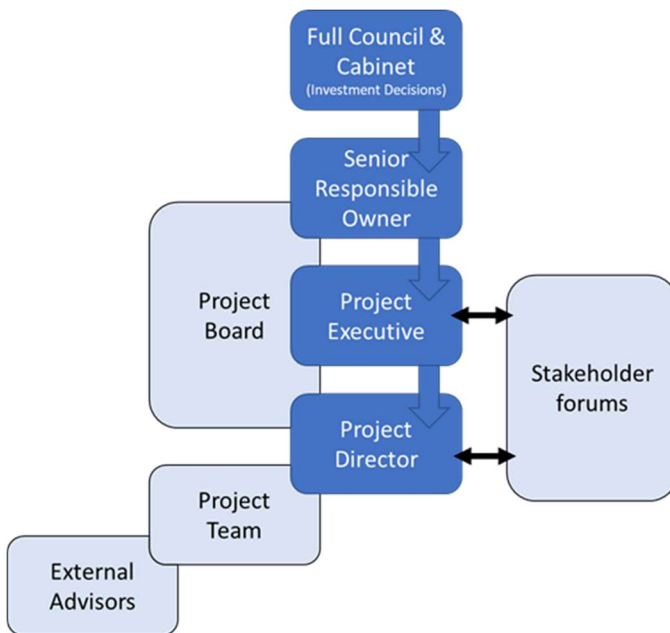 Full Council &
Cabinet
(Investment Decisions)
Senior
Responsible
Owner
Project
Board
Project
Executive
Stakeholder
forums
Project
Director
Project
Team
External
Advisors